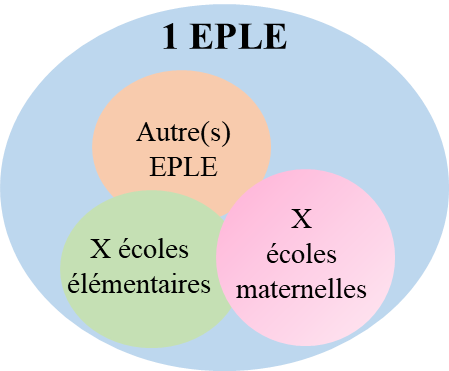 1 EPLE
Autre(s)
EPLE
X écoles
élémentaires
X
écoles
maternelles